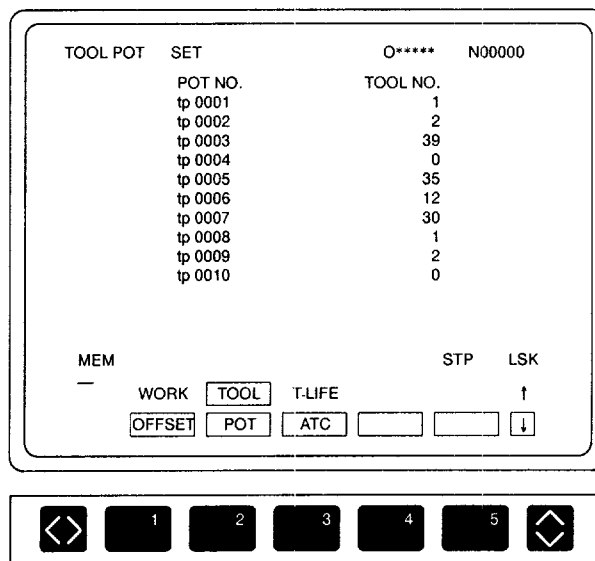 TOOL POT SET O***** N00000
POT NO. TOOL NO.
tp 0001 1
tp 0002 2
tp 0003 39
tp 0004 0
tp 0005 35
tp 0006 12
tp 0007 30
tp 0008 1
tp 0009 2
tp 0010 0
MEM STP LSK
WORK TOOL T-LIFE ↑
OFFSET POT ATC ↓
1 2 3 4 5